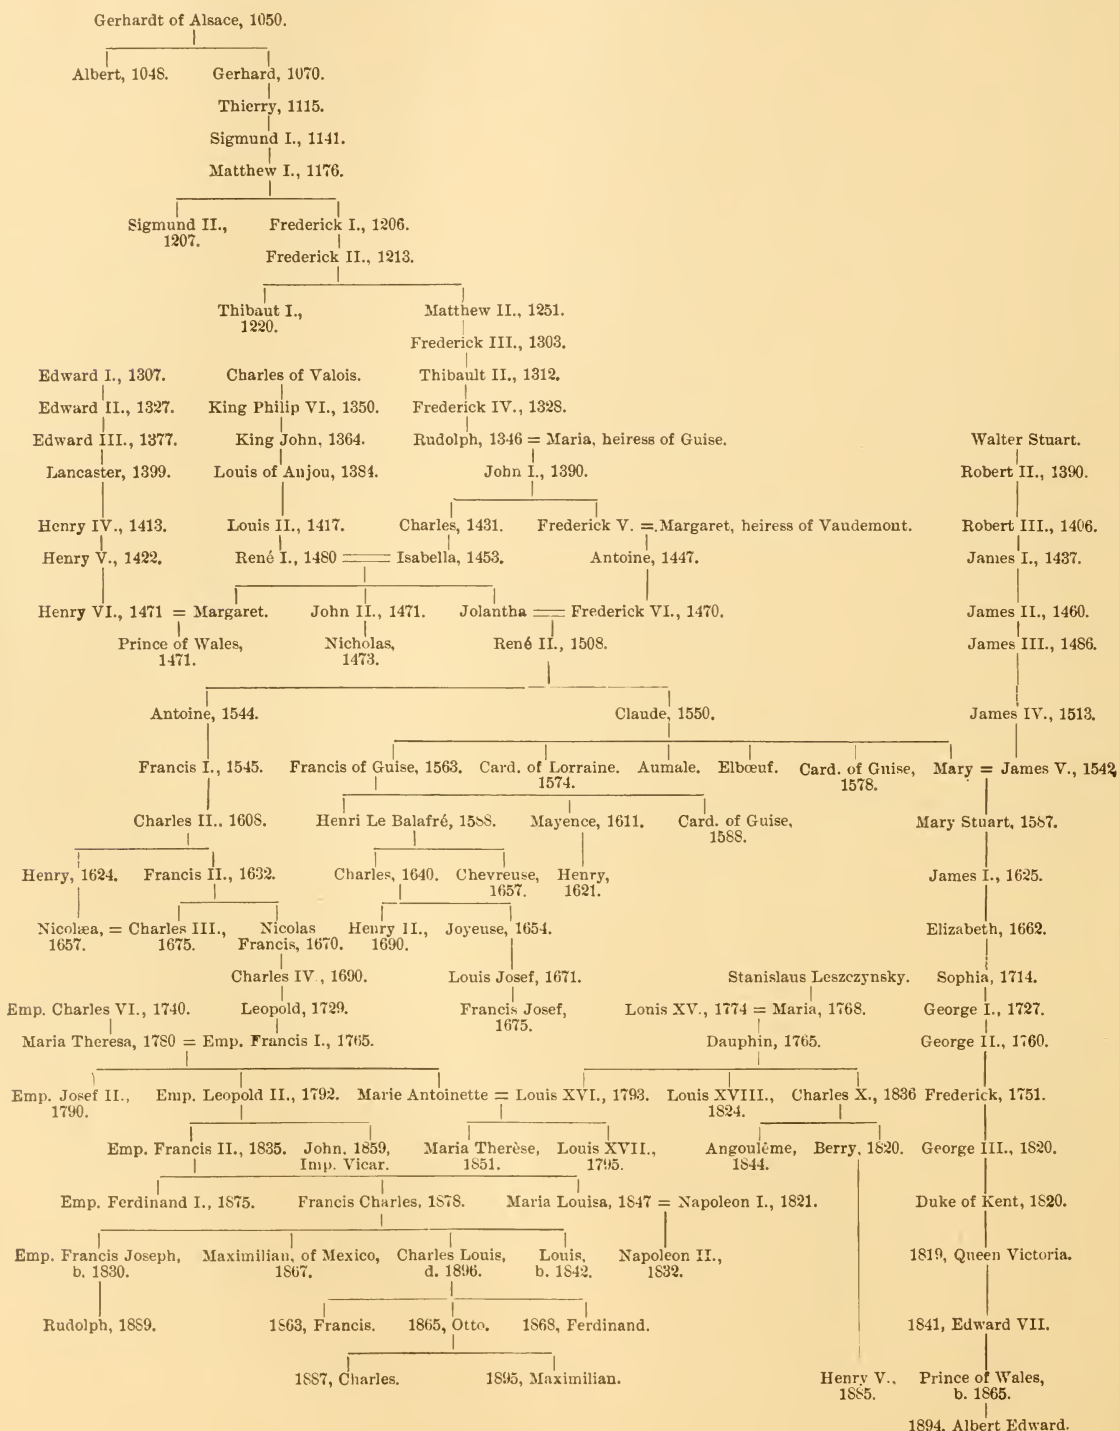 Gerhardt of Alsace, 1050.
Albert, 1048. Gerhard, 1070.
Thierry, 1115.
Sigmund I., 1141.
Matthew I., 1176.
Sigmund II., Frederick I., 1206.
1207.
Frederick II., 1213.
Thibaut I., Matthew II., 1251.
1220.
Frederick III., 1303.
Edward I., 1307. Charles of Valois. Thibault II., 1312.
Edward II., 1327. King Philip VI., 1350. Frederick IV., 1328.
Edward III., 1377. King John, 1364. Rudolph, 1346 = Maria, heiress of Guise. Walter Stuart.
Lancaster, 1399. Louis of Anjou, 1384. John I., 1390. Robert II., 1390.
Henry IV., 1413. Louis II., 1417. Charles, 1431. Frederick V. = Margaret, heiress of Vaudemont. Robert III., 1406.
Henry V., 1422. René I., 1480 = Isabella, 1453. Antoine, 1447. James I., 1437.
Henry VI., 1471 = Margaret. John II., 1471. Jolantha = Frederick VI., 1470. James II., 1460.
Prince of Wales, Nicholas, René II., 1508. James III., 1486.
1471. 1473.
Antoine, 1544. Claude, 1550. James IV., 1513.
Francis I., 1545. Francis of Guise, 1563. Card. of Lorraine. Aumale. Elbœuf. Card. of Guise, Mary = James V., 1542,
1574. 1578.
Charles II., 1608. Henri Le Balafré, 1588. Mayence, 1611. Card. of Guise, Mary Stuart, 1587.
1588.
Henry, 1624. Francis II., 1632. Charles, 1640. Chevreuse, Henry, James I., 1625.
1657. 1621.
Nicolæa, = Charles III., Nicolas Henry II., Joyeuse, 1654. Elizabeth, 1662.
1657. 1675. Francis, 1670. 1690.
Charles IV., 1690. Louis Josef, 1671. Stanislaus Leszczynsky. Sophia, 1714.
Emp. Charles VI., 1740. Leopold, 1729. Francis Josef, Louis XV., 1774 = Maria, 1768. George I., 1727.
1675.
Maria Theresa, 1780 = Emp. Francis I., 1765. Dauphin, 1765. George II., 1760.
Emp. Josef II., Emp. Leopold II., 1792. Marie Antoinette = Louis XVI., 1793. Louis XVIII., Charles X., 1836 Frederick, 1751.
1790. 1824.
Emp. Francis II., 1835. John, 1859, Maria Therèse, Louis XVII., Angoulême, Berry, 1820. George III., 1820.
Imp. Vicar. 1851. 1795. 1844.
Emp. Ferdinand I., 1875. Francis Charles, 1878. Maria Louisa, 1847 = Napoleon I., 1821. Duke of Kent, 1820.
Emp. Francis Joseph, Maximilian, of Mexico, Charles Louis, Louis, Napoleon II., 1819, Queen Victoria.
b. 1830. 1867. d. 1896. b. 1842. 1832.
Rudolph, 1889. 1863, Francis. 1865, Otto. 1868, Ferdinand. 1841, Edward VII.
1887, Charles. 1895, Maximilian. Henry V., Prince of Wales,
1885. b. 1865.
1894, Albert Edward.